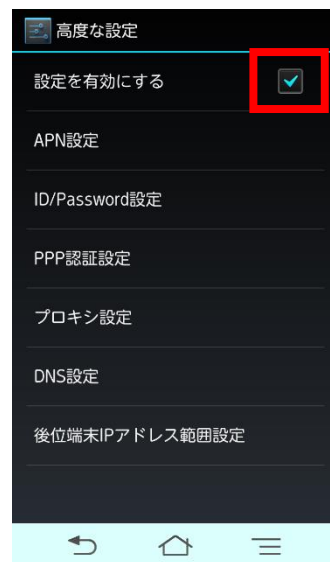 高度な設定
設定を有効にする
APN設定
ID/Password設定
PPP認証設定
プロキシ設定
DNS設定
後位端末IPアドレス範囲設定